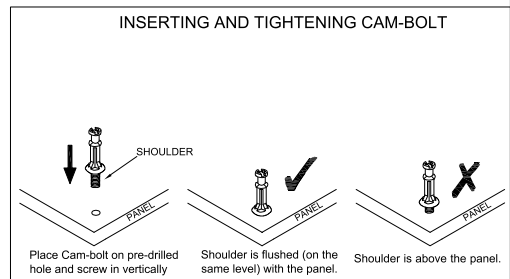 INSERTING AND TIGHTENING CAM-BOLT
SHOULDER
PANEL
PANEL
PANEL
Place Cam-bolt on pre-drilled
hole and screw in vertically
Shoulder is flushed (on the
same level) with the panel.
Shoulder is above the panel.